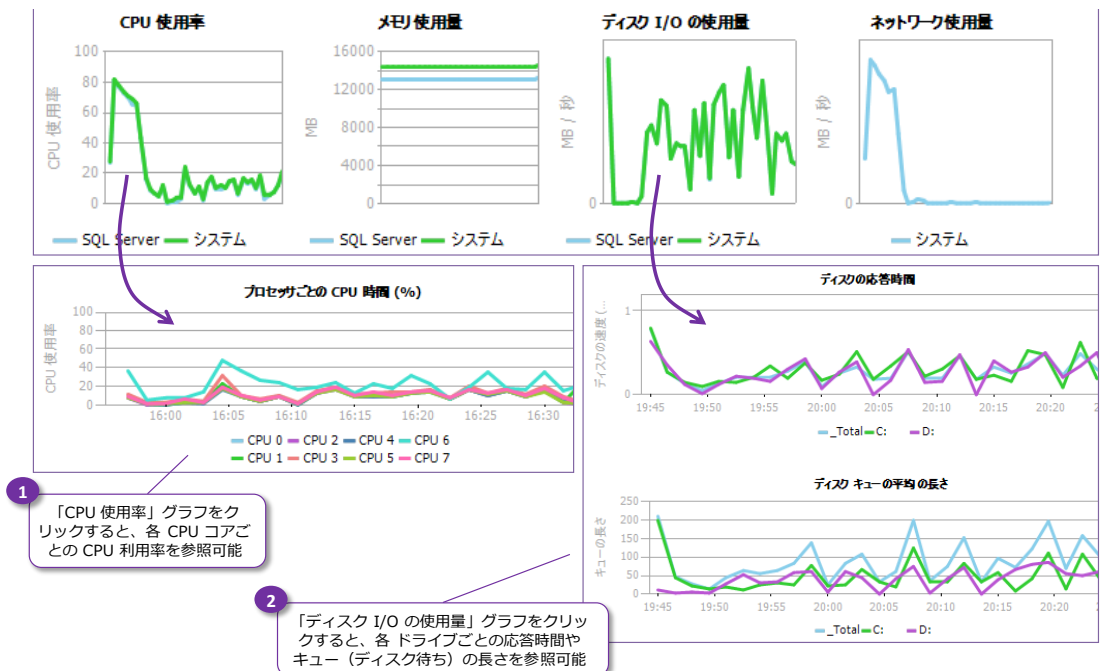 CPU 使用率
メモリ 使用量
ディスク I/O の使用量
ネットワーク使用量
CPU 使用率
100
80
60
40
20
0
MB
16000
12000
8000
4000
0
MB / 秒
0
MB / 秒
0
SQL Server システム
SQL Server システム
SQL Server システム
システム
プロセッサごとの CPU 時間 (%)
CPU 使用率
100
80
60
40
20
0
16:00 16:05 16:10 16:15 16:20 16:25 16:30
CPU 0 CPU 2 CPU 4 CPU 6
CPU 1 CPU 3 CPU 5 CPU 7
ディスクの応答時間
ディスクの速度 (...
1
0
19:45 19:50 19:55 20:00 20:05 20:10 20:15 20:20 20:2
_Total C: D:
ディスク キューの平均の長さ
キューの長さ
250
200
150
100
50
0
19:45 19:50 19:55 20:00 20:05 20:10 20:15 20:20 20:2
_Total C: D:
1
「CPU 使用率」グラフをク
リックすると、各 CPU コアご
との CPU 利用率を参照可能
2
「ディスク I/O の使用量」グラフをクリッ
クすると、各 ドライブごとの応答時間や
キュー（ディスク待ち）の長さを参照可能